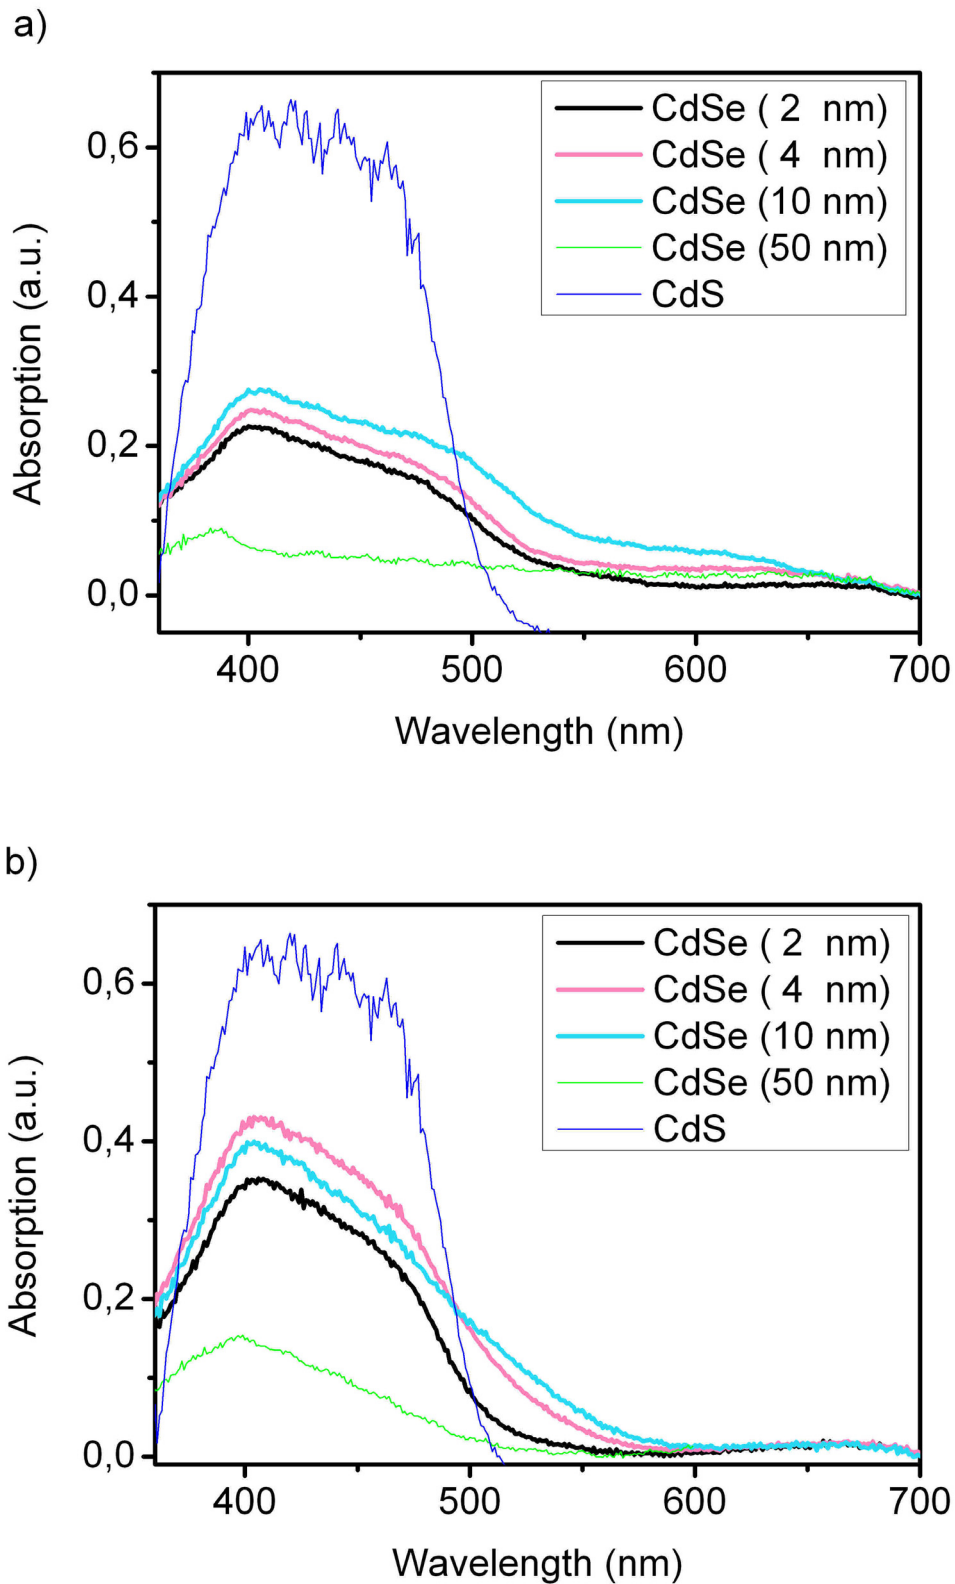 a)
CdSe ( 2 nm)
CdSe ( 4 nm)
CdSe (10 nm)
CdSe (50 nm)
CdS
0,6
0,4
0,2
0,0
Absorption (a.u.)
400 500 600 700
Wavelength (nm)
b)
CdSe ( 2 nm)
CdSe ( 4 nm)
CdSe (10 nm)
CdSe (50 nm)
CdS
0,6
0,4
0,2
0,0
Absorption (a.u.)
400 500 600 700
Wavelength (nm)